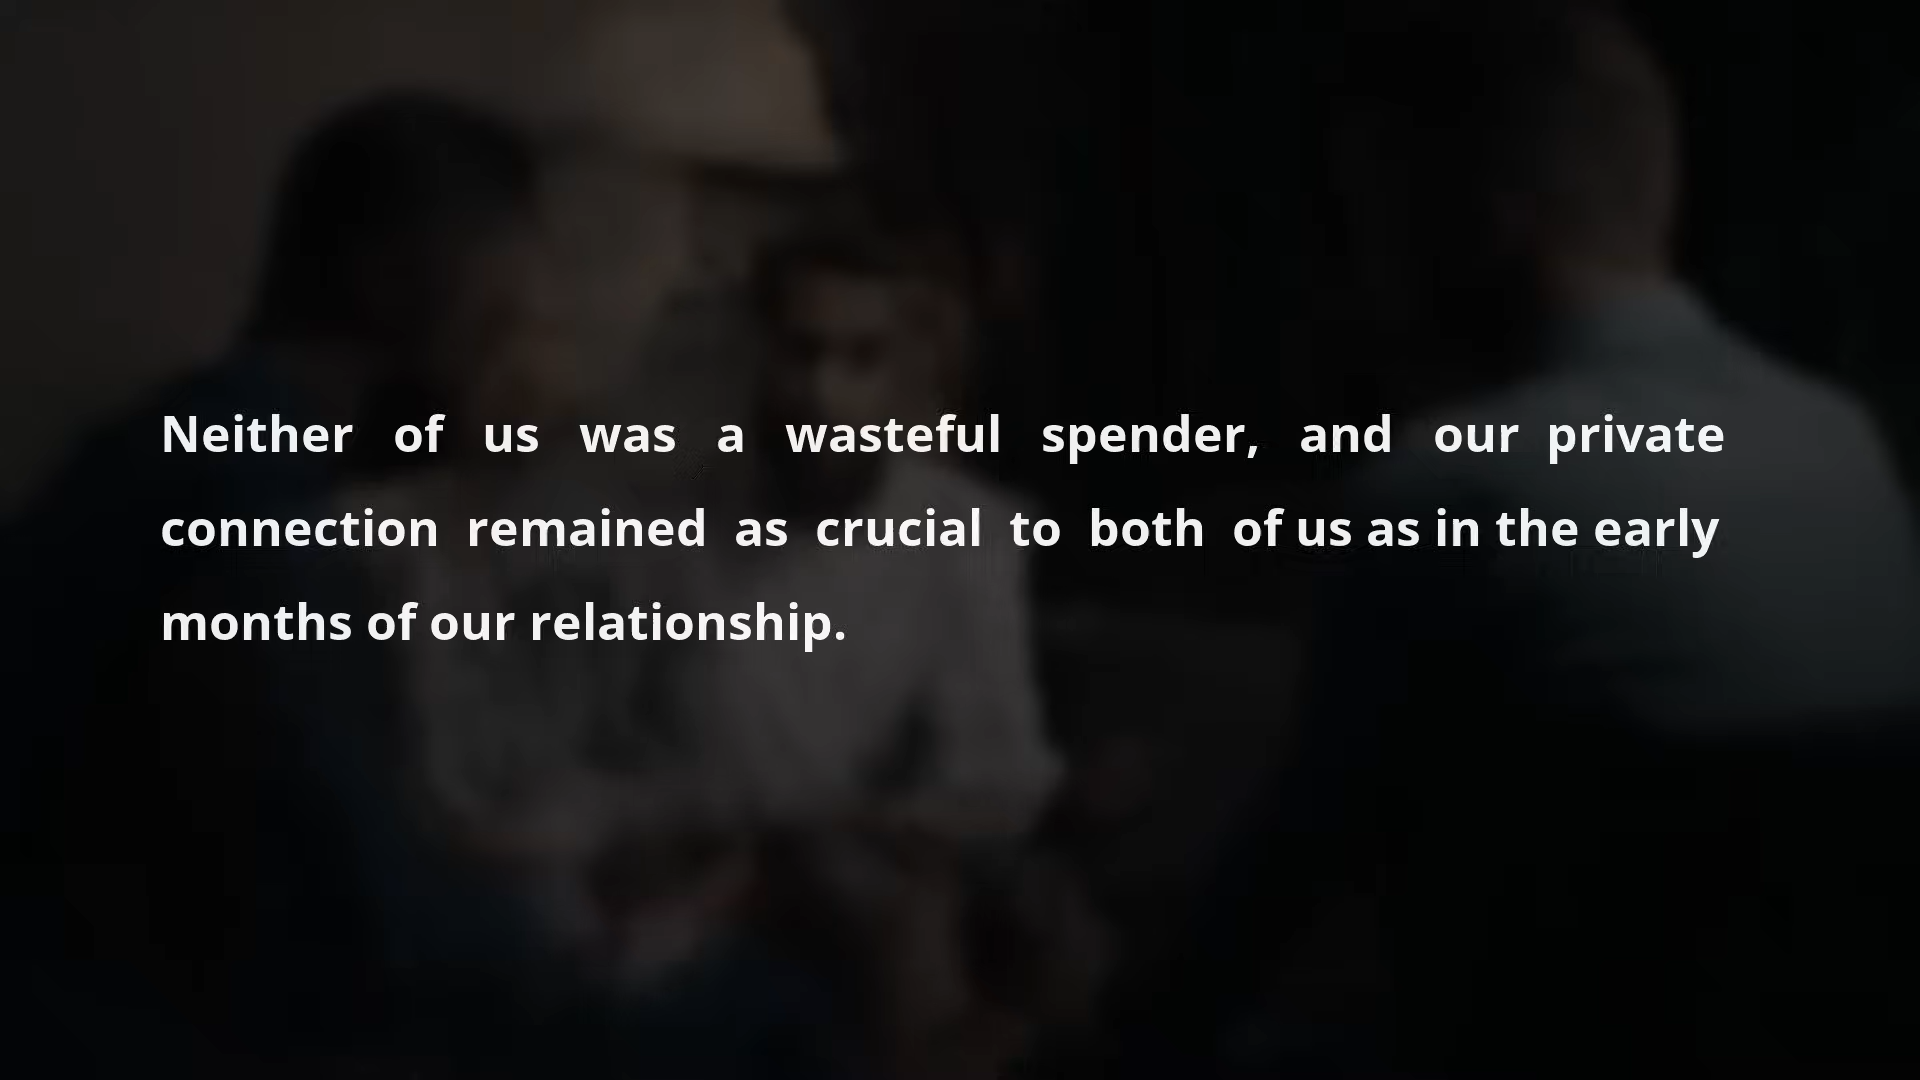 Neither of us was a wasteful spender, and our private
connection remained as crucial to both of us as in the early
months of our relationship.